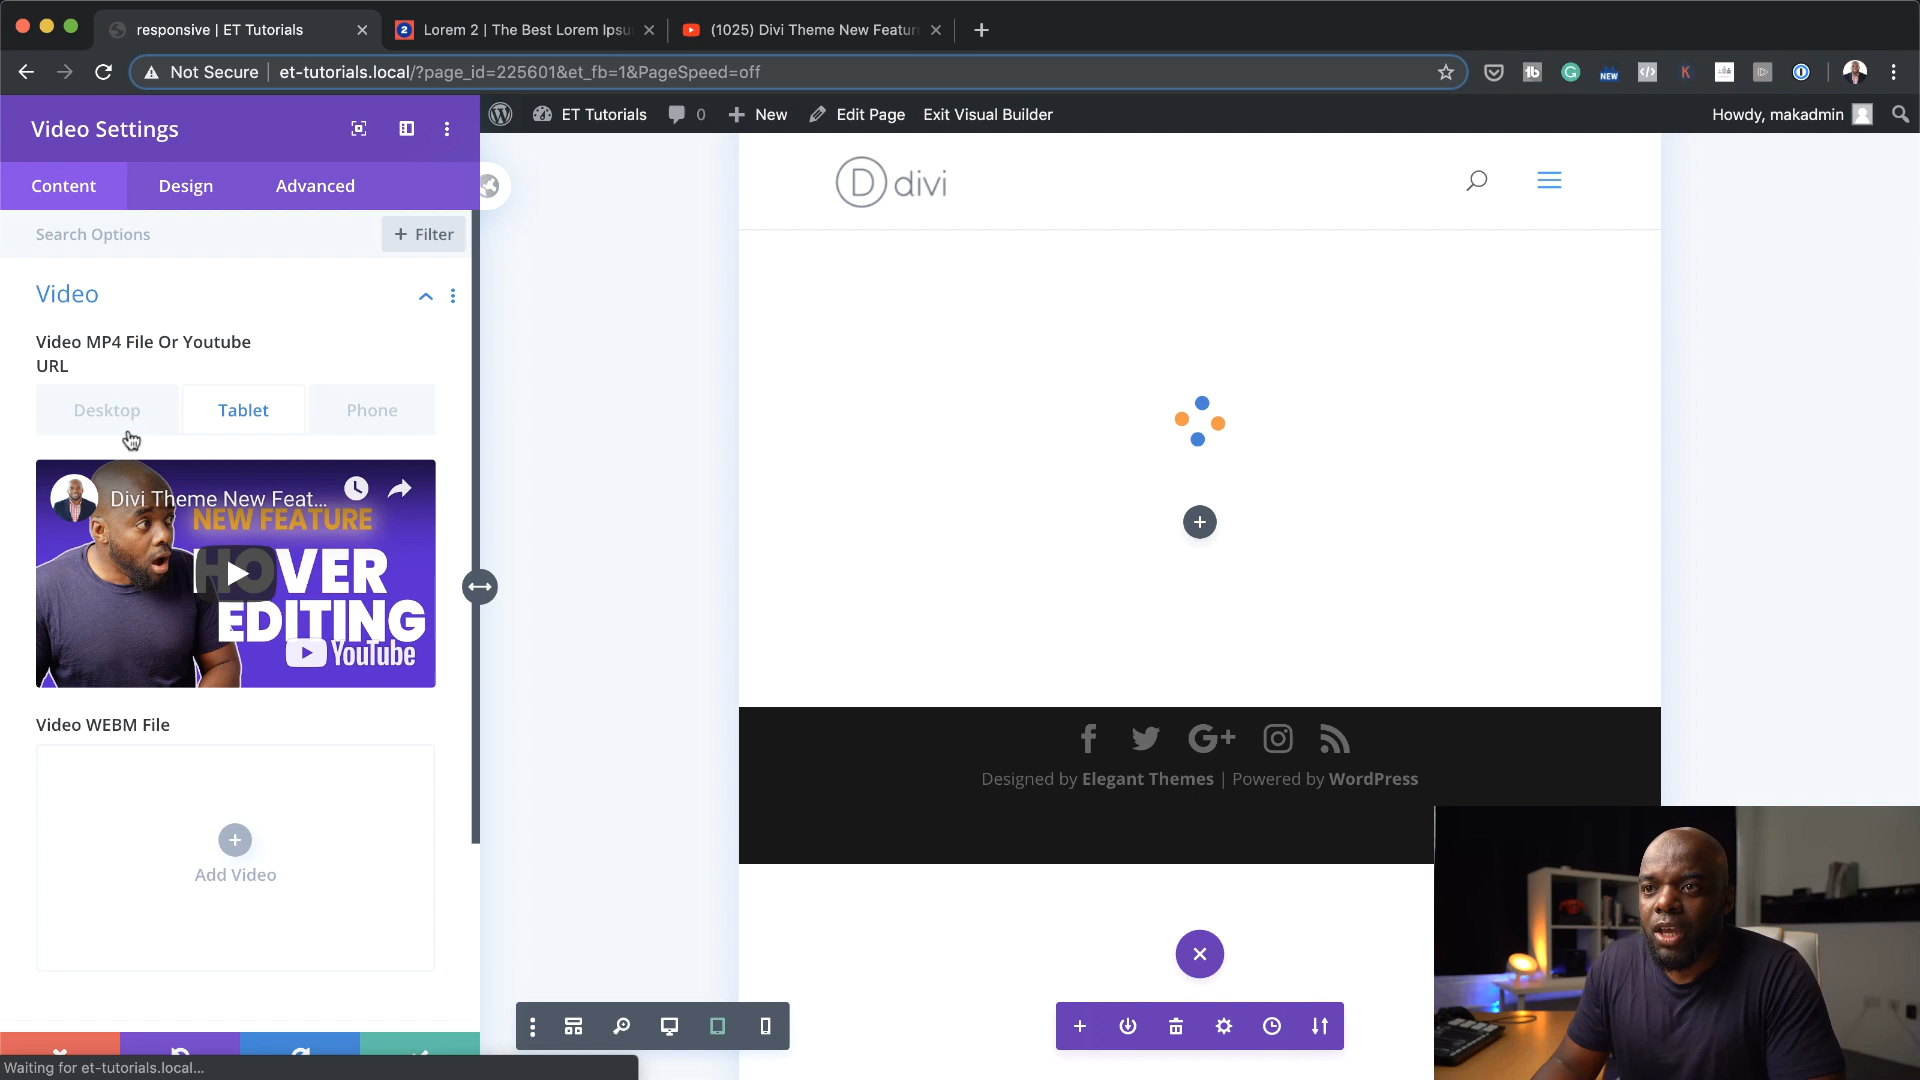 responsive | ET Tutorials
Lorem 2 | The Best Lorem Ipsu
(1025) Divi Theme New Featur
Not Secure | et-tutorials.local/?page_id=225601&et_fb=1&PageSpeed=off
ET Tutorials 0 New Edit Page Exit Visual Builder Howdy, makadmin
Video Settings
Content Design Advanced
Search Options + Filter
Video
Video MP4 File Or Youtube
URL
Desktop Tablet Phone
Divi Theme New Feat...
NEW FEATURE
HOVER
EDITING
YouTube
Video WEBM File
Add Video
Waiting for et-tutorials.local...
D divi
Designed by Elegant Themes | Powered by WordPress